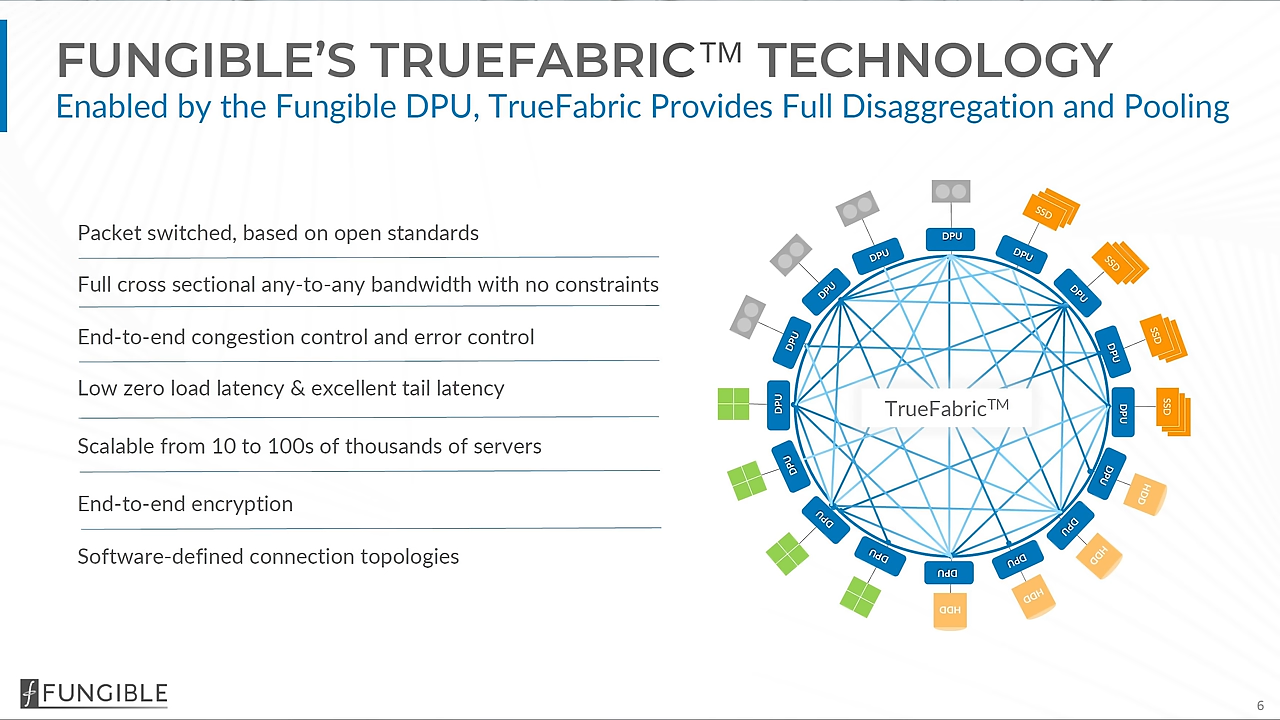 FUNGIBLE’S TRUEFABRIC™ TECHNOLOGY
Enabled by the Fungible DPU, TrueFabric Provides Full Disaggregation and Pooling
Packet switched, based on open standards
Full cross sectional any-to-any bandwidth with no constraints
End-to-end congestion control and error control
Low zero load latency & excellent tail latency
Scalable from 10 to 100s of thousands of servers
End-to-end encryption
Software-defined connection topologies
DPU
DPU
SSD
DPU
SSD
DPU
SSD
DPU
SSD
DPU
HDD
DPU
HDD
DPU
HDD
DPU
HDD
DPU
DPU
DPU
DPU
DPU
DPU
DPU
TrueFabric™
FUNGIBLE
6